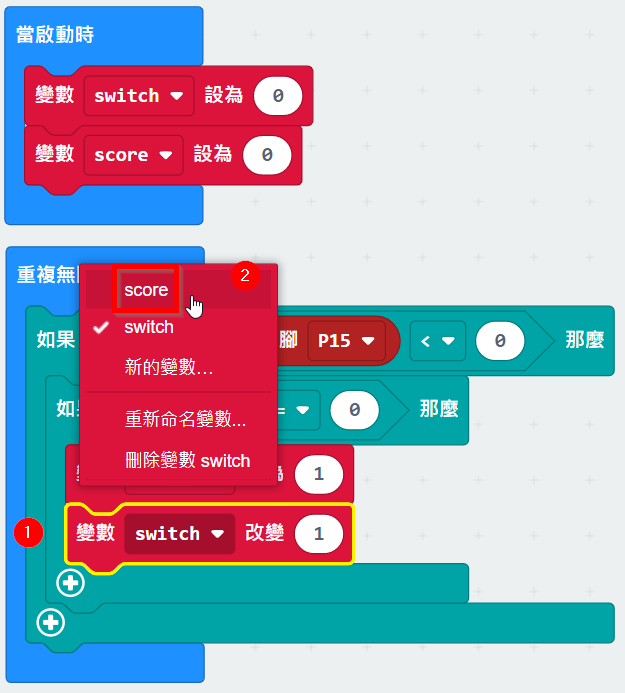 當啟動時
變數 switch 設為 0
變數 score 設為 0
重複無
score 2
switch
如果 腳 P15 < 0 那麼
新的變數...
如 = 0 那麼
重新命名變數...
刪除變數 switch
1
1 變數 switch 改變 1